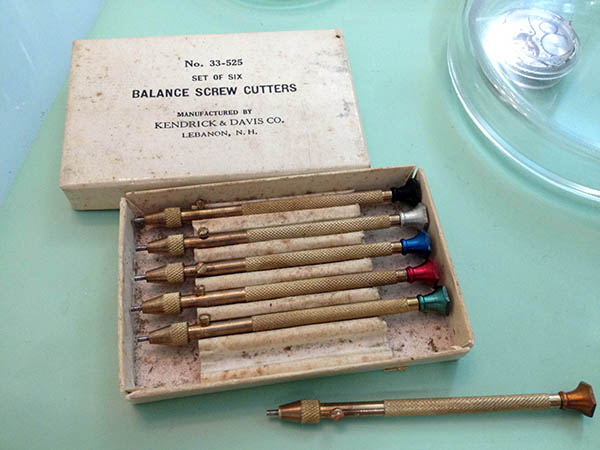 No. 33-525
SET OF SIX
BALANCE SCREW CUTTERS
MANUFACTURED BY
KENDRICK & DAVIS CO.
LEBANON, N. H.